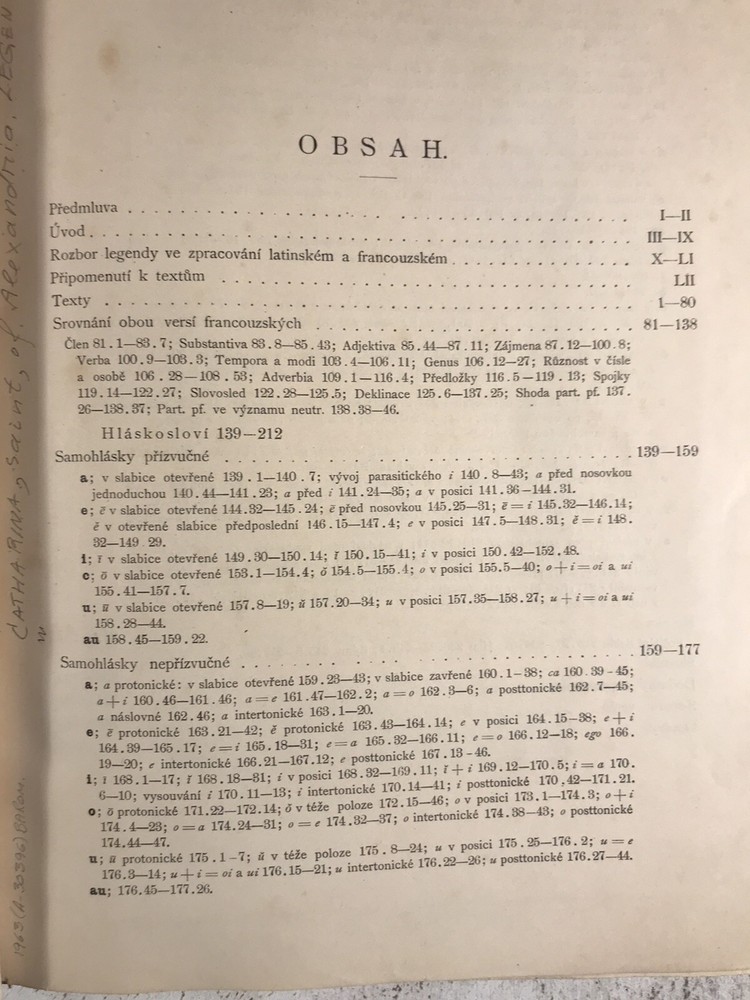 OBSAH.
Předmluva . . . . . . . . . . . . . . . . . . . . I—II
Úvod . . . . . . . . . . . . . . . . . . . . III—IX
Rozbor legendy ve zpracování latinském a francouzském . . . . . . . . . . X—LI
Připomenutí k textům . . . . . . . . . . . . . . . . . . . . LII
Texty . . . . . . . . . . . . . . . . . . . . 1—80
Srovnání obou versí francouzských . . . . . . . . . . . . . . . 81—138
Člen 81.1—83.7; Substantiva 83.8—85.43; Adjektiva 85.44—87.11; Zájmena 87.12—100.8;
Verba 100.9—103.3; Tempora a modi 103.4—106.11; Genus 106.12—27; Různost v čísle
a osobě 106.28—108.53; Adverbia 109.1—116.4; Předložky 116.5—119.13; Spojky
119.14—122.27; Slovosled 122.28—125.5; Deklinace 125.6—137.25; Shoda part. pf. 137.
26—138.37; Part. pf. ve významu neutr. 138.38—46.
Hláskosloví 139—212
Samohlásky přízvučné . . . . . . . . . . . . . . . . . . . . 139—159
a; v slabice otevřené 139.1—140.7; vývoj parasitického i 140.8—43; a před nosovkou
jednoduchou 140.44—141.23; a před i 141.24—35; a v posici 141.36—144.31.
e; ē v slabice otevřené 144.32—145.24; ē před nosovkou 145.25—31; ē = i 145.32—146.14;
ĕ v otevřené slabice předposlední 146.15—147.4; e v posici 147.5—148.31; ĕ = i 148.
32—149.29.
i; ī v slabice otevřené 149.30—150.14; ĭ 150.15—41; i v posici 150.42—152.48.
o; ō v slabice otevřené 153.1—154.4; ŏ 154.5—155.4; o v posici 155.5—40; o + i = oi a ui
155.41—157.7.
u; ū v slabice otevřené 157.8—19; ŭ 157.20—34; u v posici 157.35—158.27; u + i = oi a ui
158.28—44.
au 158.45—159.22.
Samohlásky nepřízvučné . . . . . . . . . . . . . . . . . . . . 159—177
a; a protonické: v slabice otevřené 159.23—43; v slabice zavřené 160.1-38; ca 160.39-45;
a + i 160.46—161.46; a = e 161.47—162.2; a = o 162.3—6; a posttonické 162.7—45;
a náslovné 162.46; a intertonické 163.1—20.
e; ē protonické 163.21—42; ĕ protonické 163.43—164.14; e v posici 164.15-38; e + i
164.39—165.17; e = i 165.18—31; e = a 165.32—166.11; e = o 166.12—18; ego 166.
19—20; e intertonické 166.21—167.12; e posttonické 167.13-46.
i; ī 168.1—17; ĭ 168.18—31; i v posici 168.32—169.11; ī + i 169.12—170.5; i = a 170.
6—10; vysouvání i 170.11—13; i intertonické 170.14—41; i posttonické 170.42—171.21.
o; ō protonické 171.22—172.14; ŏ v téže poloze 172.15—46; o v posici 173.1—174.3; o + i
174.4—23; o = a 174.24—31; o = e 174.32—37; o intertonické 174.38—43; o posttonické
174.44—47.
u; ū protonické 175.1-7; ŭ v téže poloze 175.8—24; u v posici 175.25—176.2; u = e
176.3—14; u + i = oi a ui 176.15—21; u intertonické 176.22—26; u posttonické 176.27—44.
au; 176.45—177.26.
CATHARINA, Saint, of Alexandria. LEGEN